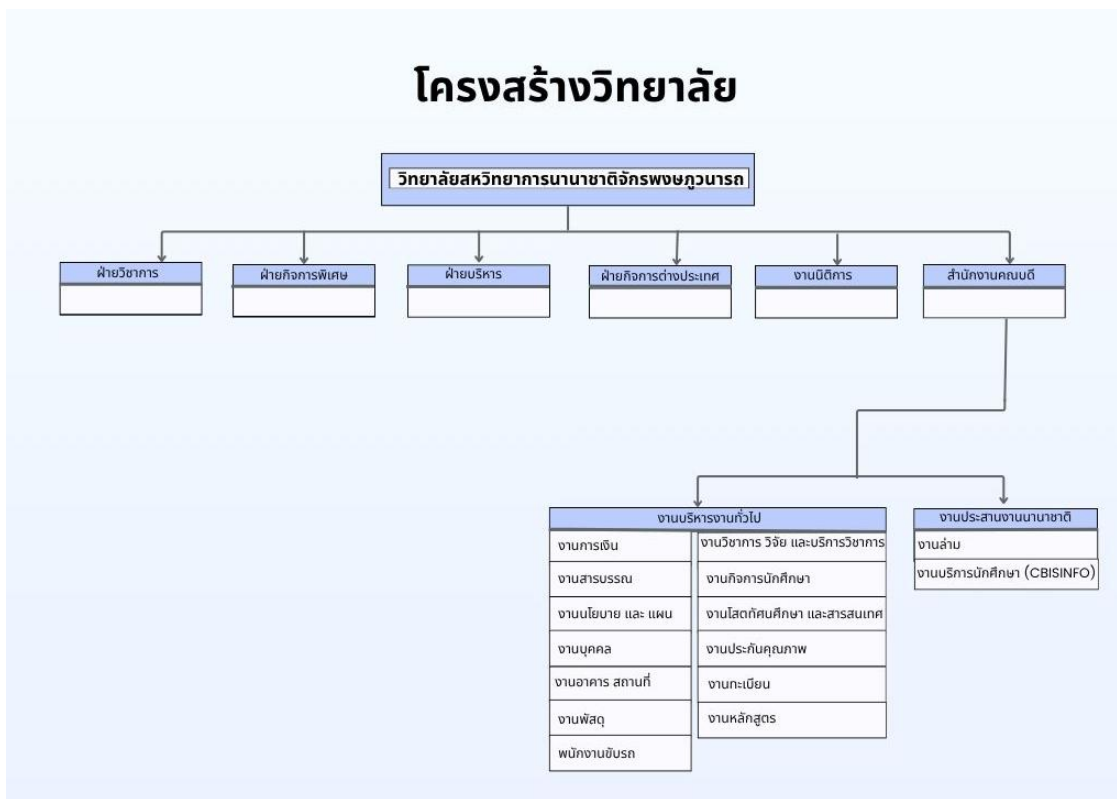 โครงสร้างวิทยาลัย
วิทยาลัยสหวิทยาการนานาชาติจักรพงษภูวนารถ
ฝ่ายวิชาการ
ฝ่ายกิจการพิเศษ
ฝ่ายบริหาร
ฝ่ายกิจการต่างประเทศ
งานนิติการ
สำนักงานคณบดี
งานบริหารงานทั่วไป
งานการเงิน
งานสารบรรณ
งานนโยบาย และ แผน
งานบุคคล
งานอาคาร สถานที่
งานพัสดุ
พนักงานขับรถ
งานวิชาการ วิจัย และบริการวิชาการ
งานกิจการนักศึกษา
งานโสตทัศนศึกษา และสารสนเทศ
งานประกันคุณภาพ
งานทะเบียน
งานหลักสูตร
งานประสานงานนานาชาติ
งานล่าม
งานบริการนักศึกษา (CBISINFO)